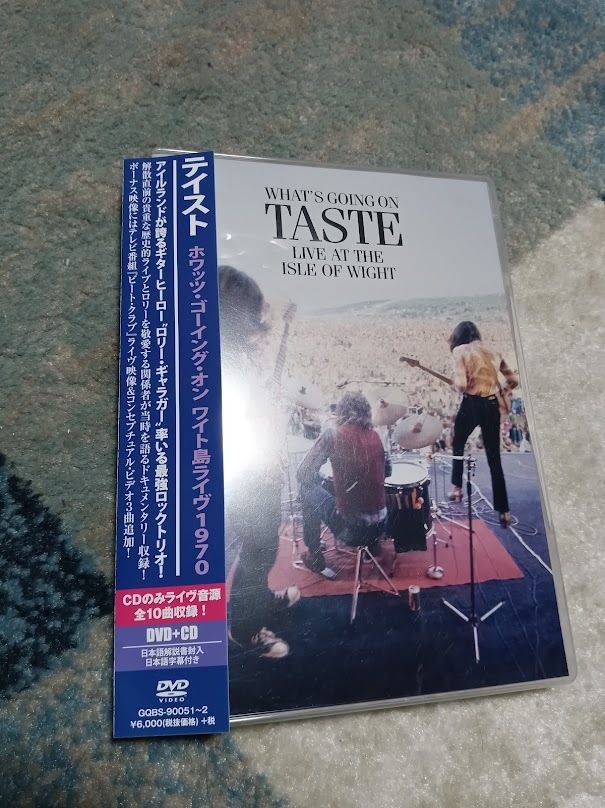 テイスト
ホワッツ・ゴーイング・オン ワイト島ライヴ1970
アイルランドが誇るギターヒーロー"ロリー・ギャラガー"率いる最強ロックトリオ!
解散直前の貴重な歴史的ライブとロリーを敬愛する関係者が当時を語るドキュメンタリー収録!
ボーナス映像にはテレビ番組『ビート・クラブ』ライヴ映像&コンセプチュアル・ビデオ3曲追加!
CDのみライヴ音源
全10曲収録!
DVD+CD
日本語解説書封入
日本語字幕付き
DVD
VIDEO
GQBS-90051~2
¥6,000(税抜価格)+税
WHAT'S GOING ON
TASTE
LIVE AT THE
ISLE OF WIGHT